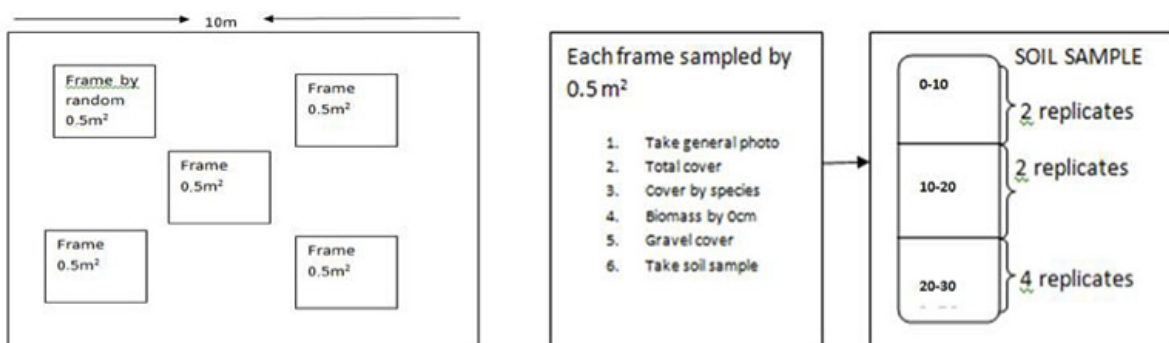 10m
Frame by
random
0.5m²
Frame
0.5m²
Frame
0.5m²
Frame
0.5m²
Frame
0.5m²
Each frame sampled by
0.5 m²
1. Take general photo
2. Total cover
3. Cover by species
4. Biomass by 0cm
5. Gravel cover
6. Take soil sample
SOIL SAMPLE
0-10
2 replicates
10-20
2 replicates
20-30
4 replicates